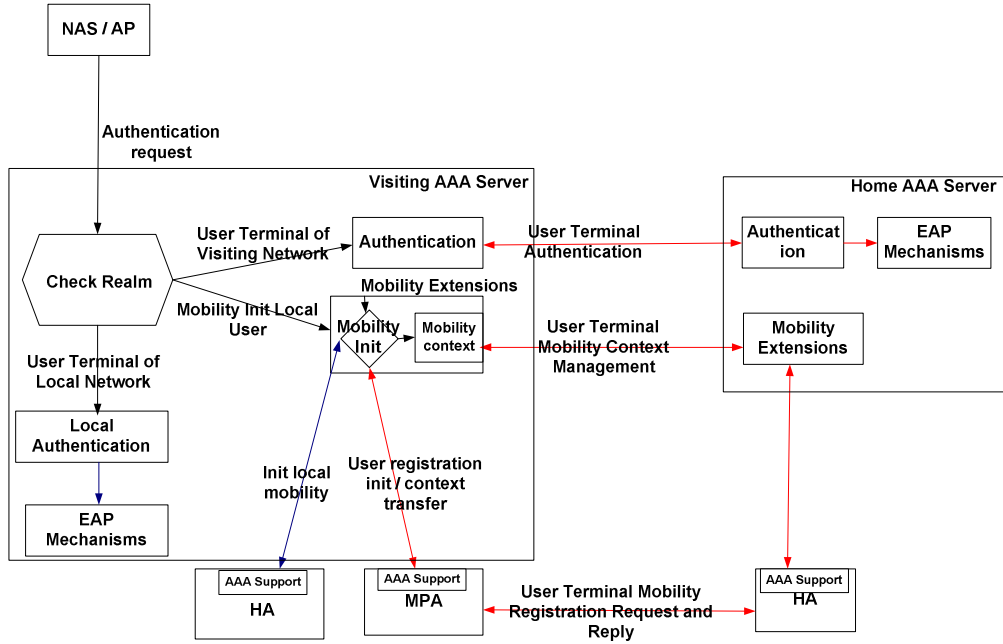 NAS / AP
Authentication
request
Visiting AAA Server
Home AAA Server
User Terminal of
Visiting Network
Authentication
User Terminal
Authentication
Authenticat
ion
EAP
Mechanisms
Check Realm
Mobility Extensions
Mobility Init Local
User
Mobility
Init
Mobility
context
User Terminal
Mobility Context
Management
Mobility
Extensions
User Terminal of
Local Network
Local
Authentication
EAP
Mechanisms
Init local
mobility
User registration
init / context
transfer
AAA Support
HA
AAA Support
MPA
User Terminal Mobility
Registration Request and
Reply
AAA Support
HA